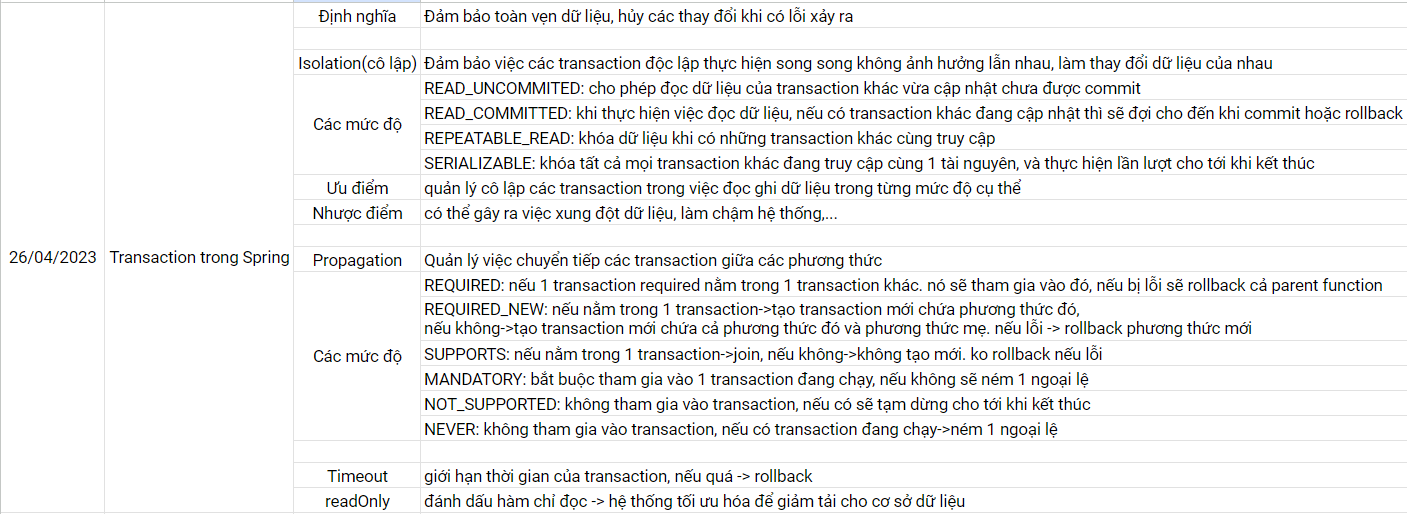 Định nghĩa Đảm bảo toàn vẹn dữ liệu, hủy các thay đổi khi có lỗi xảy ra
Isolation(cô lập) Đảm bảo việc các transaction độc lập thực hiện song song không ảnh hưởng lẫn nhau, làm thay đổi dữ liệu của nhau
Các mức độ
READ_UNCOMMITED: cho phép đọc dữ liệu của transaction khác vừa cập nhật chưa được commit
READ_COMMITTED: khi thực hiện việc đọc dữ liệu, nếu có transaction khác đang cập nhật thì sẽ đợi cho đến khi commit hoặc rollback
REPEATABLE_READ: khóa dữ liệu khi có những transaction khác cùng truy cập
SERIALIZABLE: khóa tất cả mọi transaction khác đang truy cập cùng 1 tài nguyên, và thực hiện lần lượt cho tới khi kết thúc
Ưu điểm quản lý cô lập các transaction trong việc đọc ghi dữ liệu trong từng mức độ cụ thể
Nhược điểm có thể gây ra việc xung đột dữ liệu, làm chậm hệ thống,...
26/04/2023 Transaction trong Spring
Propagation Quản lý việc chuyển tiếp các transaction giữa các phương thức
Các mức độ
REQUIRED: nếu 1 transaction required nằm trong 1 transaction khác. nó sẽ tham gia vào đó, nếu bị lỗi sẽ rollback cả parent function
REQUIRED_NEW: nếu nằm trong 1 transaction->tạo transaction mới chứa phương thức đó,
nếu không->tạo transaction mới chứa cả phương thức đó và phương thức mẹ. nếu lỗi -> rollback phương thức mới
SUPPORTS: nếu nằm trong 1 transaction->join, nếu không->không tạo mới. ko rollback nếu lỗi
MANDATORY: bắt buộc tham gia vào 1 transaction đang chạy, nếu không sẽ ném 1 ngoại lệ
NOT_SUPPORTED: không tham gia vào transaction, nếu có sẽ tạm dừng cho tới khi kết thúc
NEVER: không tham gia vào transaction, nếu có transaction đang chạy->ném 1 ngoại lệ
Timeout giới hạn thời gian của transaction, nếu quá -> rollback
readOnly đánh dấu hàm chỉ đọc -> hệ thống tối ưu hóa để giảm tải cho cơ sở dữ liệu